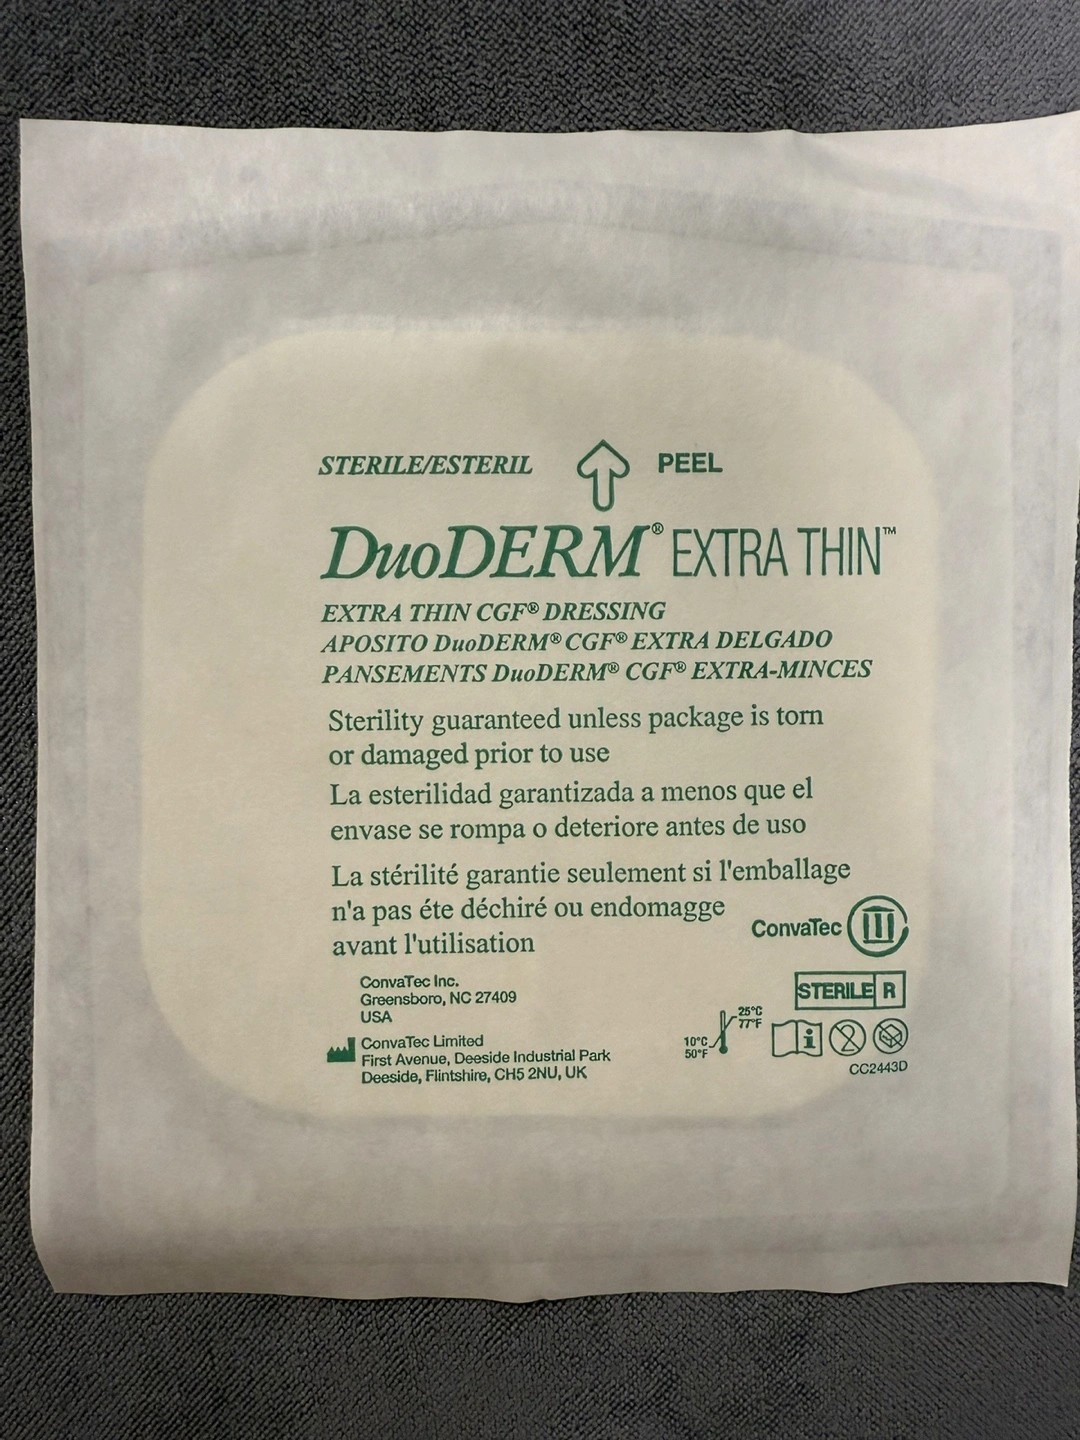 STERILE/ESTERIL PEEL
DuoDERM® EXTRA THIN™
EXTRA THIN CGF® DRESSING
APOSITO DuoDERM® CGF® EXTRA DELGADO
PANSEMENTS DuoDERM® CGF® EXTRA-MINCES
Sterility guaranteed unless package is torn
or damaged prior to use
La esterilidad garantizada a menos que el
envase se rompa o deteriore antes de uso
La stérilité garantie seulement si l'emballage
n'a pas éte déchiré ou endomagge
avant l'utilisation
ConvaTec
ConvaTec Inc.
Greensboro, NC 27409
USA
ConvaTec Limited
First Avenue, Deeside Industrial Park
Deeside, Flintshire, CH5 2NU, UK
STERILE R
25°C
77°F
10°C
50°F
i
2
CC2443D